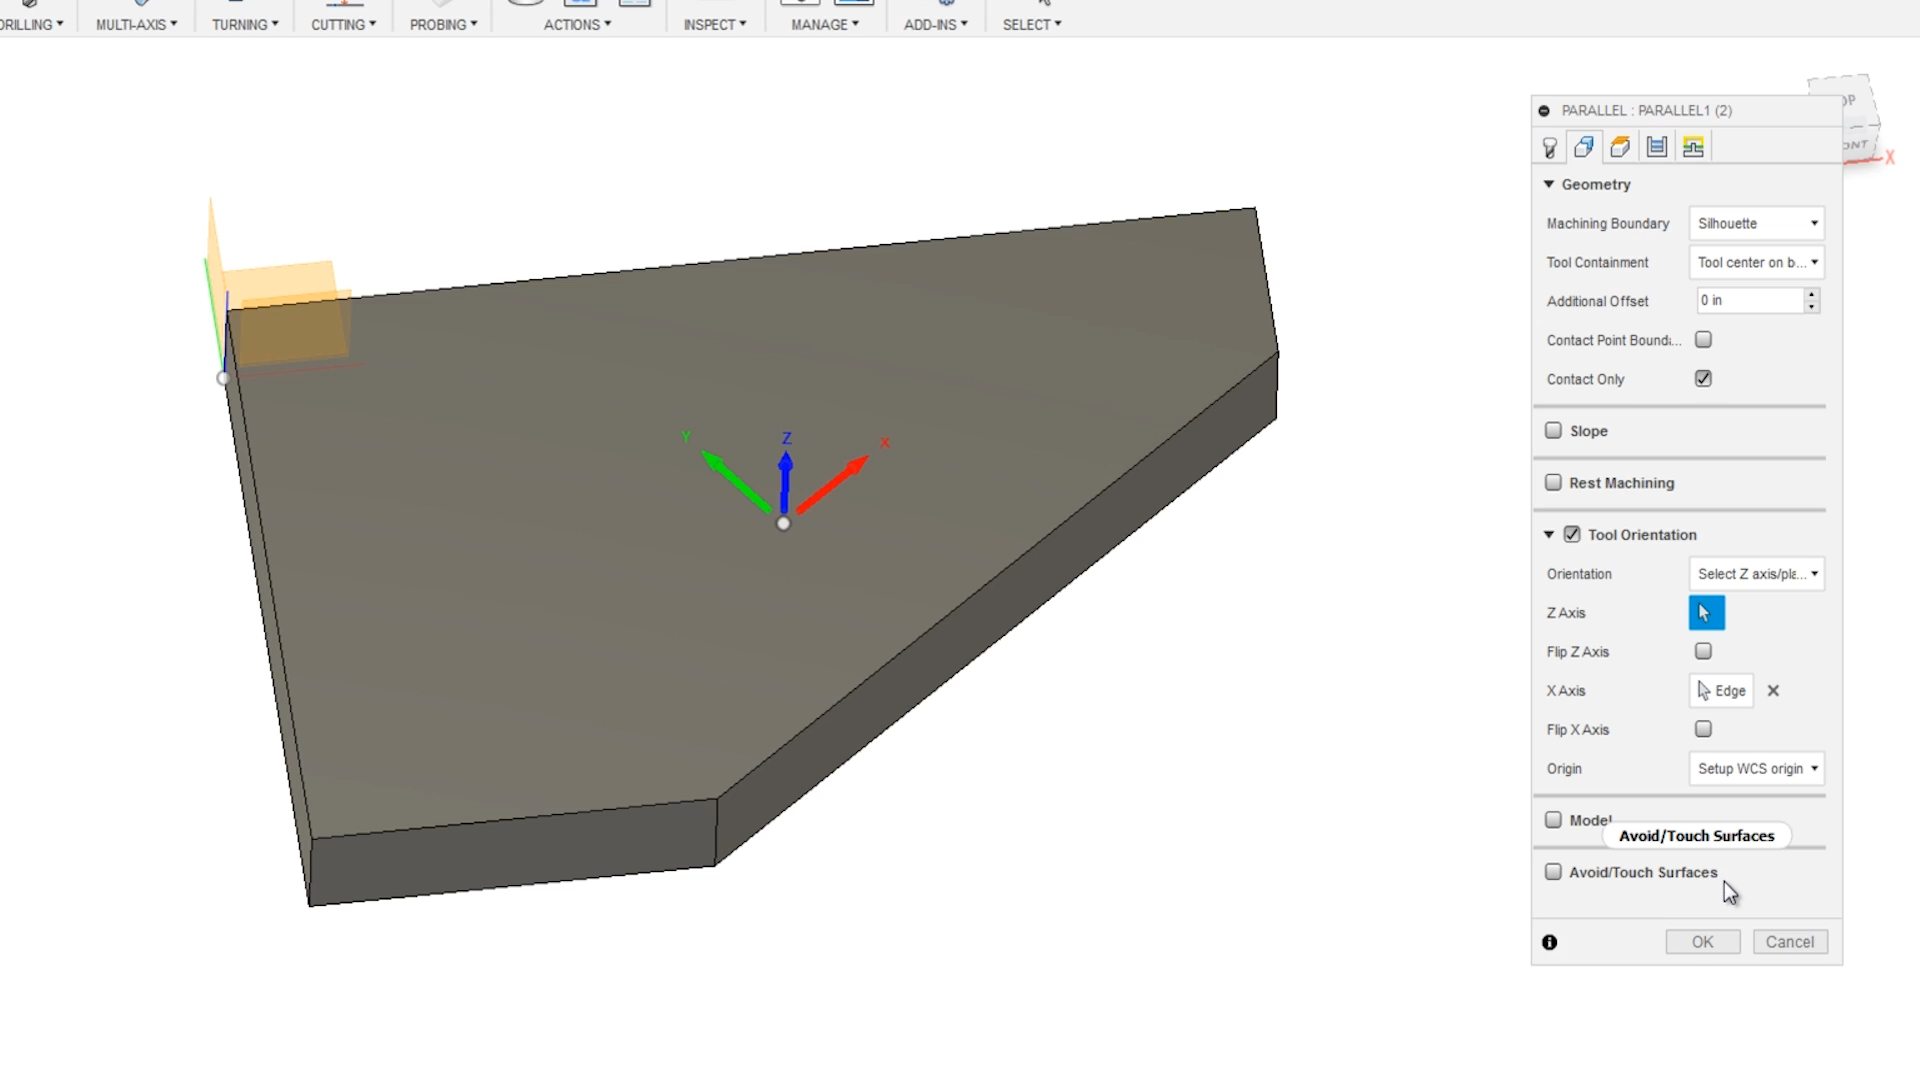 DRILLING ▾ MULTI-AXIS ▾ TURNING ▾ CUTTING ▾ PROBING ▾ ACTIONS ▾ INSPECT ▾ MANAGE ▾ ADD-INS ▾ SELECT ▾
PARALLEL : PARALLEL1 (2)
X
Geometry
Machining Boundary Silhouette
Tool Containment Tool center on b...
Additional Offset 0 in
Contact Point Bound...
Contact Only
Y Z X
Slope
Rest Machining
Tool Orientation
Orientation Select Z axis/pla...
Z Axis
Flip Z Axis
X Axis Edge
Flip X Axis
Origin Setup WCS origin
Model
Avoid/Touch Surfaces
Avoid/Touch Surfaces
OK Cancel